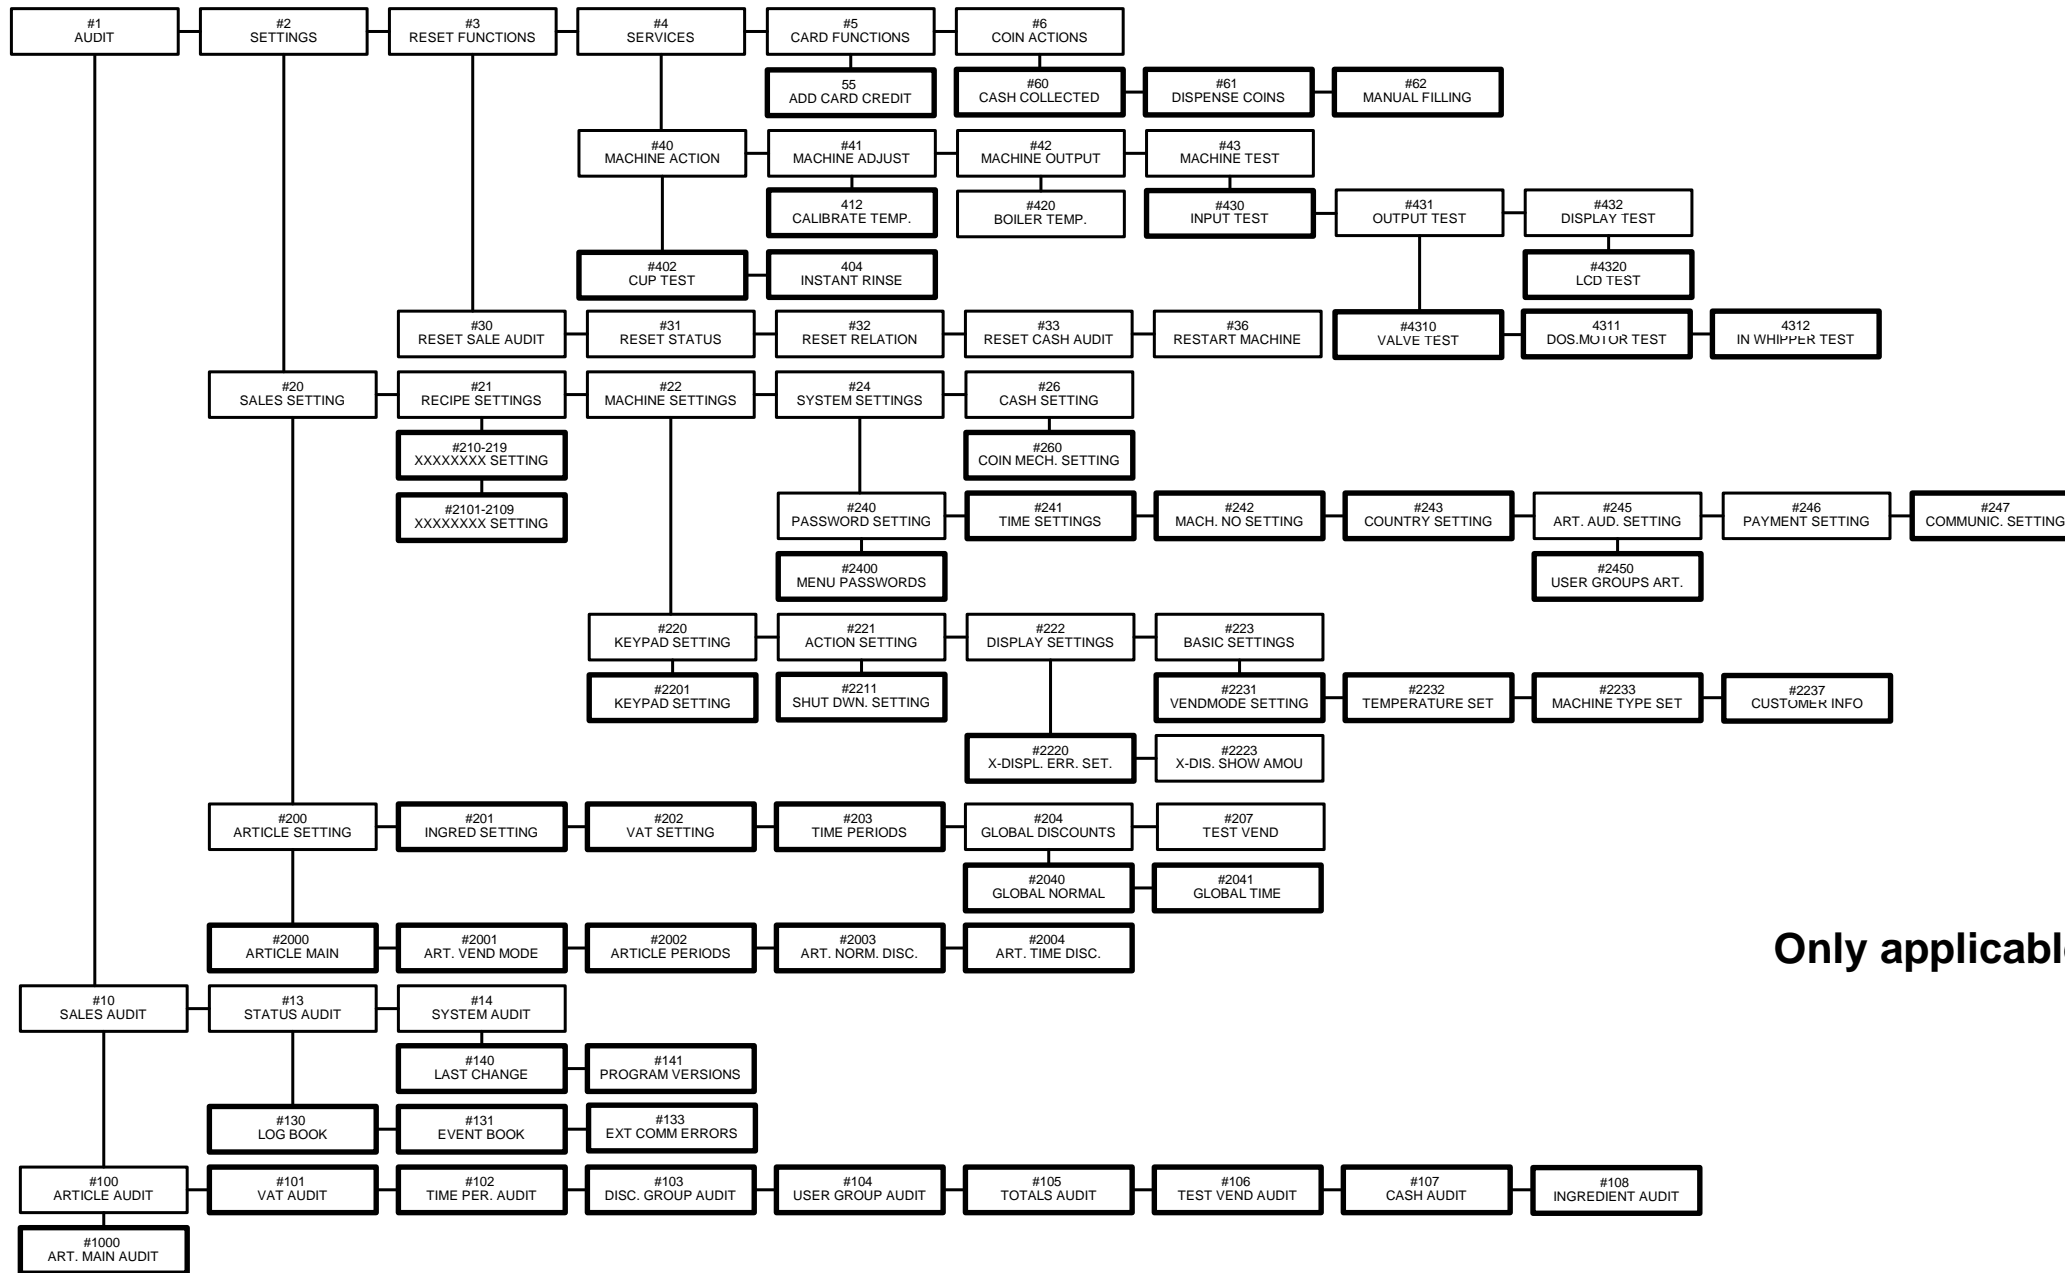 #1
AUDIT
#2
SETTINGS
#3
RESET FUNCTIONS
#4
SERVICES
#5
CARD FUNCTIONS
#6
COIN ACTIONS
55
ADD CARD CREDIT
#60
CASH COLLECTED
#61
DISPENSE COINS
#62
MANUAL FILLING
#40
MACHINE ACTION
#41
MACHINE ADJUST
#42
MACHINE OUTPUT
#43
MACHINE TEST
412
CALIBRATE TEMP.
#420
BOILER TEMP.
#430
INPUT TEST
#431
OUTPUT TEST
#432
DISPLAY TEST
#402
CUP TEST
404
INSTANT RINSE
#4320
LCD TEST
#30
RESET SALE AUDIT
#31
RESET STATUS
#32
RESET RELATION
#33
RESET CASH AUDIT
#36
RESTART MACHINE
#4310
VALVE TEST
4311
DOS.MOTOR TEST
4312
IN WHIPPER TEST
#20
SALES SETTING
#21
RECIPE SETTINGS
#22
MACHINE SETTINGS
#24
SYSTEM SETTINGS
#26
CASH SETTING
#210-219
XXXXXXXX SETTING
#260
COIN MECH. SETTING
#2101-2109
XXXXXXXX SETTING
#240
PASSWORD SETTING
#241
TIME SETTINGS
#242
MACH. NO SETTING
#243
COUNTRY SETTING
#245
ART. AUD. SETTING
#246
PAYMENT SETTING
#247
COMMUNIC. SETTING
#2400
MENU PASSWORDS
#2450
USER GROUPS ART.
#220
KEYPAD SETTING
#221
ACTION SETTING
#222
DISPLAY SETTINGS
#223
BASIC SETTINGS
#2201
KEYPAD SETTING
#2211
SHUT DWN. SETTING
#2231
VENDMODE SETTING
#2232
TEMPERATURE SET
#2233
MACHINE TYPE SET
#2237
CUSTOMER INFO
#2220
X-DISPL. ERR. SET.
#2223
X-DIS. SHOW AMOU
#200
ARTICLE SETTING
#201
INGRED SETTING
#202
VAT SETTING
#203
TIME PERIODS
#204
GLOBAL DISCOUNTS
#207
TEST VEND
#2040
GLOBAL NORMAL
#2041
GLOBAL TIME
#2000
ARTICLE MAIN
#2001
ART. VEND MODE
#2002
ARTICLE PERIODS
#2003
ART. NORM. DISC.
#2004
ART. TIME DISC.
Only applicable
#10
SALES AUDIT
#13
STATUS AUDIT
#14
SYSTEM AUDIT
#140
LAST CHANGE
#141
PROGRAM VERSIONS
#130
LOG BOOK
#131
EVENT BOOK
#133
EXT COMM ERRORS
#100
ARTICLE AUDIT
#101
VAT AUDIT
#102
TIME PER. AUDIT
#103
DISC. GROUP AUDIT
#104
USER GROUP AUDIT
#105
TOTALS AUDIT
#106
TEST VEND AUDIT
#107
CASH AUDIT
#108
INGREDIENT AUDIT
#1000
ART. MAIN AUDIT